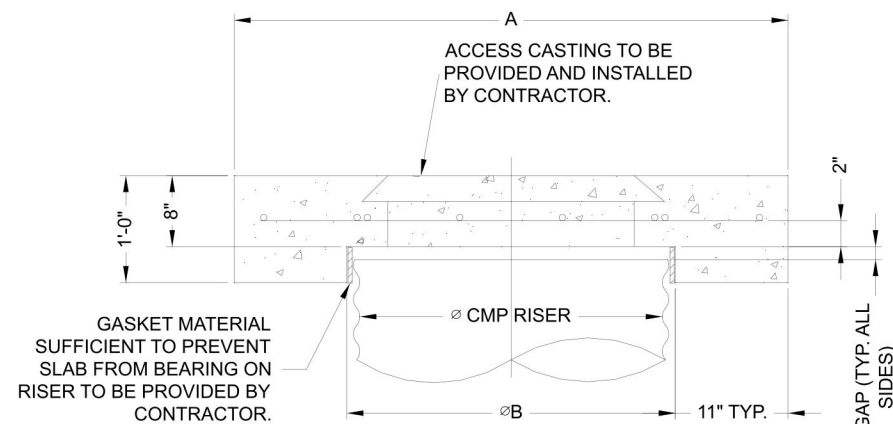 A
ACCESS CASTING TO BE
PROVIDED AND INSTALLED
BY CONTRACTOR.
2"
1'-0"
8"
GASKET MATERIAL
SUFFICIENT TO PREVENT
SLAB FROM BEARING ON
RISER TO BE PROVIDED BY
CONTRACTOR.
⌀ CMP RISER
⌀B
11" TYP.
GAP (TYP. ALL
SIDES)